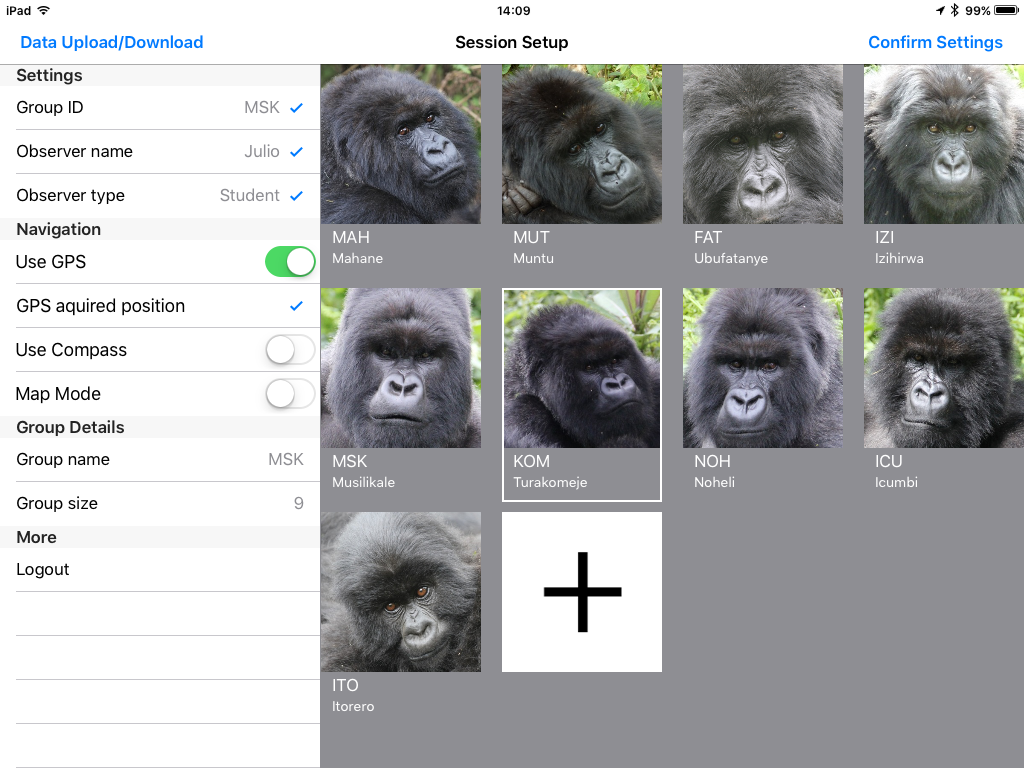 iPad 14:09 99%
Data Upload/Download Session Setup Confirm Settings
Settings
Group ID MSK
Observer name Julio
Observer type Student
Navigation
Use GPS
GPS aquired position
Use Compass
Map Mode
Group Details
Group name MSK
Group size 9
More
Logout
MAH
Mahane
MUT
Muntu
FAT
Ubufatanye
IZI
Izihirwa
MSK
Musilikale
KOM
Turakomeje
NOH
Noheli
ICU
Icumbi
ITO
Itorero